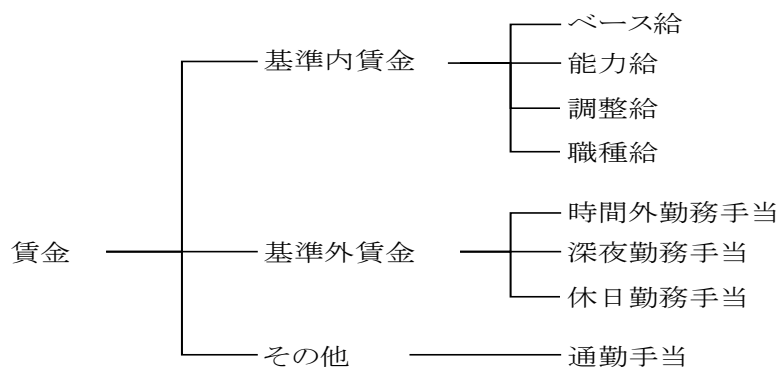 賃金
基準内賃金
ベース給
能力給
調整給
職種給
基準外賃金
時間外勤務手当
深夜勤務手当
休日勤務手当
その他
通勤手当